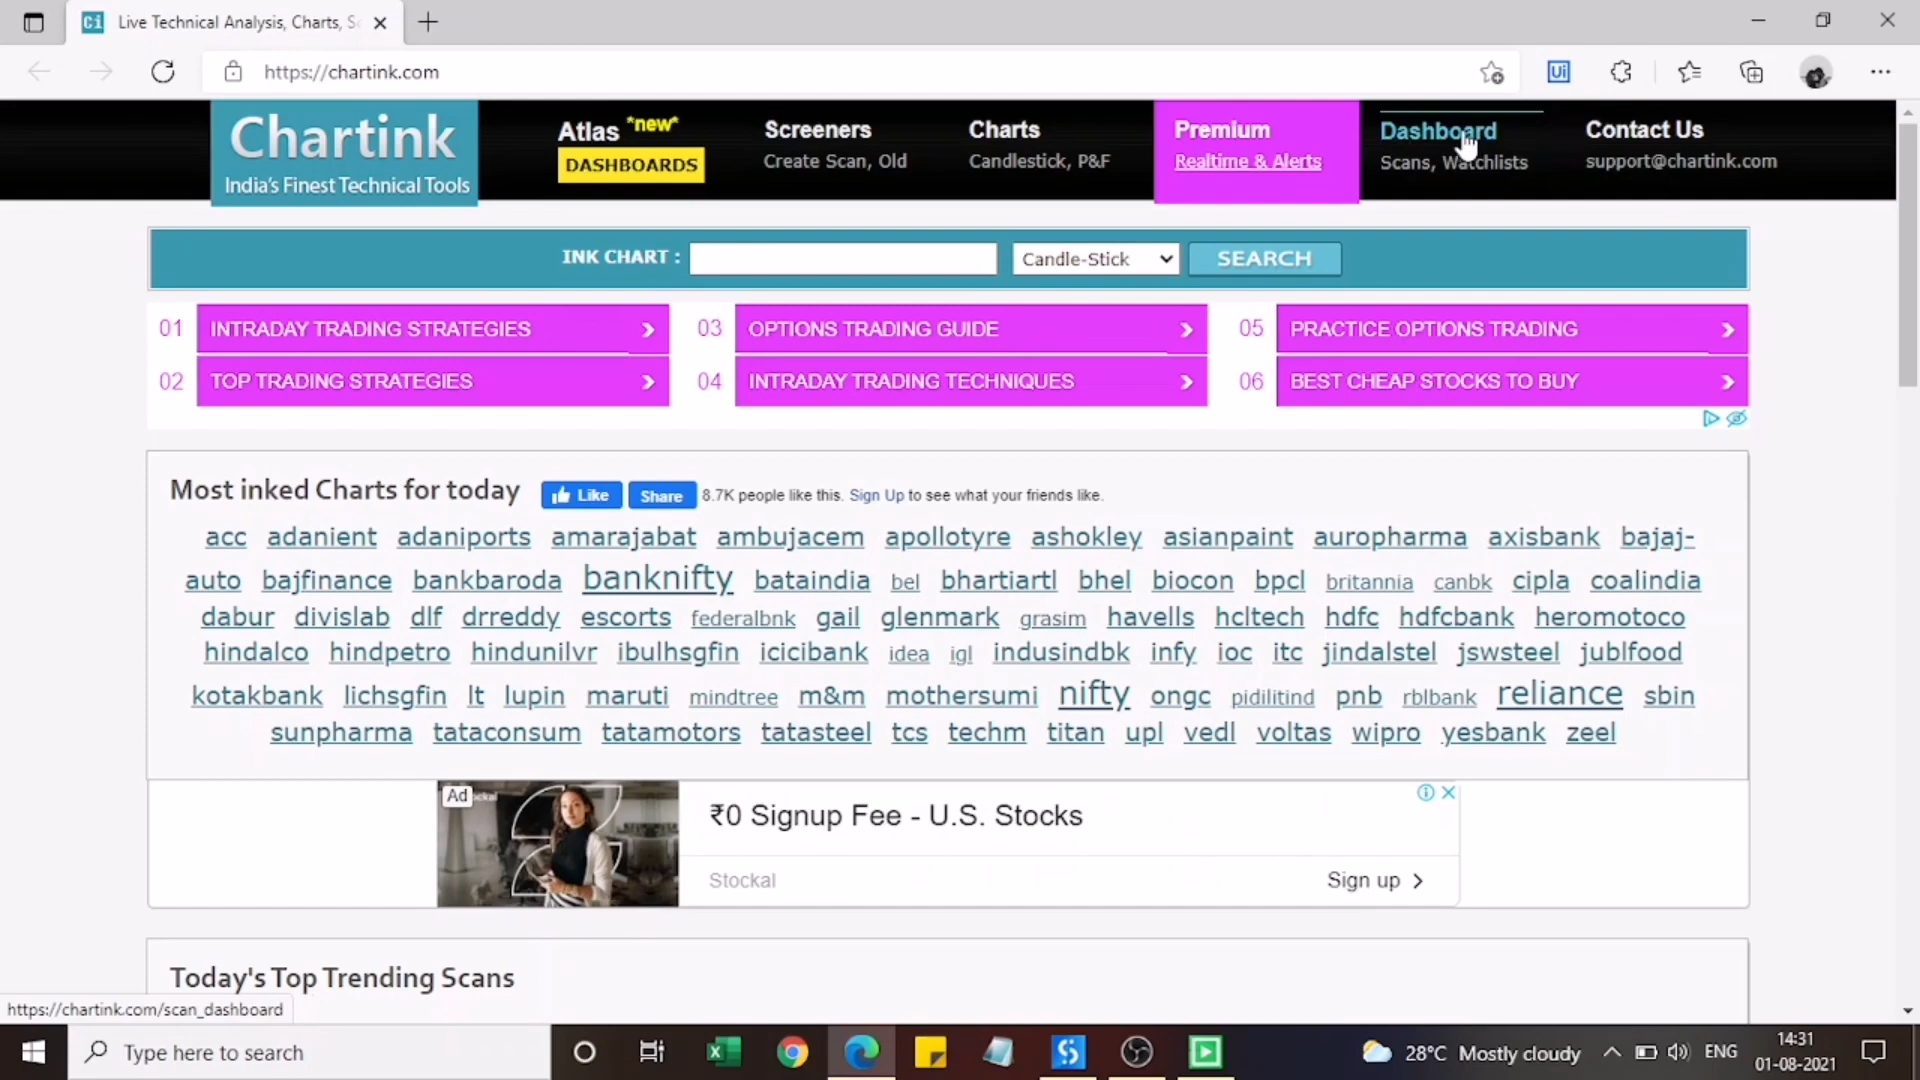 Live Technical Analysis, Charts, S
https://chartink.com
Chartink
India's Finest Technical Tools
Atlas *new*
DASHBOARDS
Screeners
Create Scan, Old
Charts
Candlestick, P&F
Premium
Realtime & Alerts
Dashboard
Scans, Watchlists
Contact Us
support@chartink.com
INK CHART : Candle-Stick SEARCH
01 INTRADAY TRADING STRATEGIES
02 TOP TRADING STRATEGIES
03 OPTIONS TRADING GUIDE
04 INTRADAY TRADING TECHNIQUES
05 PRACTICE OPTIONS TRADING
06 BEST CHEAP STOCKS TO BUY
Most inked Charts for today Like Share 8.7K people like this. Sign Up to see what your friends like.
acc adanient adaniports amarajabat ambujacem apollotyre ashokley asianpaint auropharma axisbank bajaj-
auto bajfinance bankbaroda banknifty bataindia bel bhartiartl bhel biocon bpcl britannia canbk cipla coalindia
dabur divislab dlf drreddy escorts federalbnk gail glenmark grasim havells hcltech hdfc hdfcbank heromotoco
hindalco hindpetro hindunilvr ibulhsgfin icicibank idea igl indusindbk infy ioc itc jindalstel jswsteel jublfood
kotakbank lichsgfin lt lupin maruti mindtree m&m mothersumi nifty ongc pidilitind pnb rblbank reliance sbin
sunpharma tataconsum tatamotors tatasteel tcs techm titan upl vedl voltas wipro yesbank zeel
Ad
₹0 Signup Fee - U.S. Stocks
Stockal
Sign up
Today's Top Trending Scans
https://chartink.com/scan_dashboard
Type here to search
28°C Mostly cloudy
ENG
14:31
01-08-2021